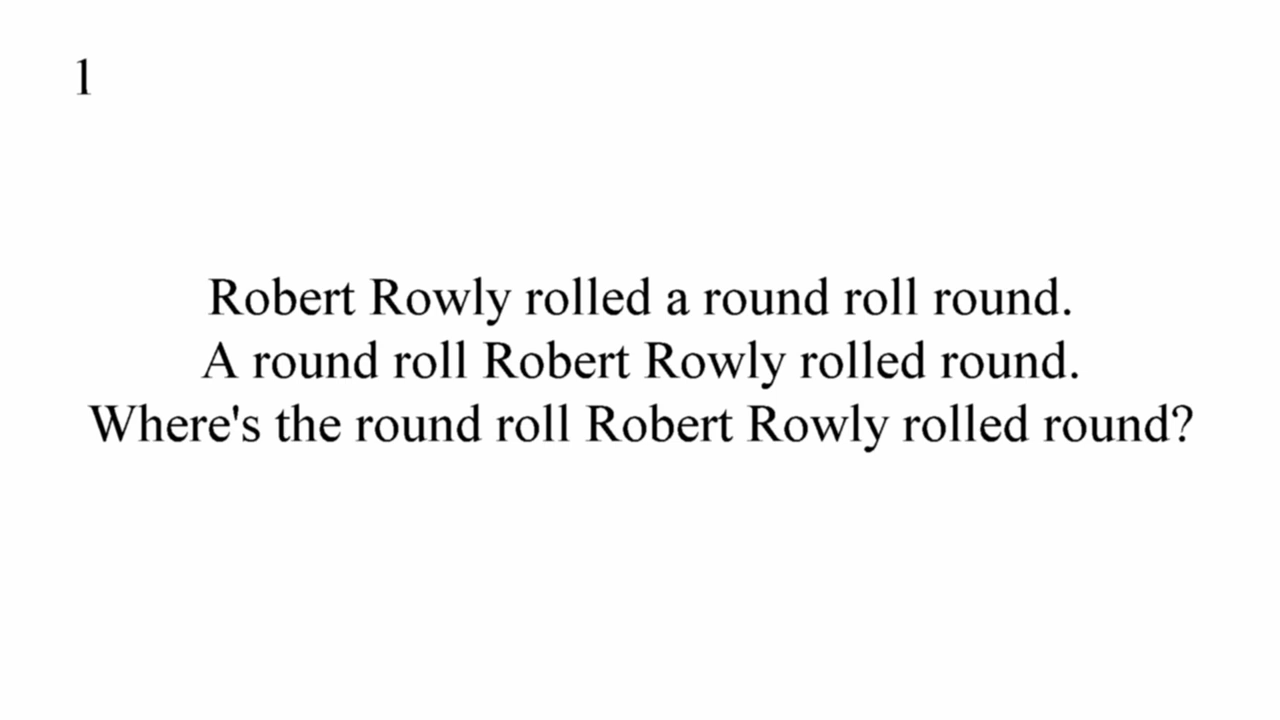 1
Robert Rowly rolled a round roll round.
A round roll Robert Rowly rolled round.
Where's the round roll Robert Rowly rolled round?